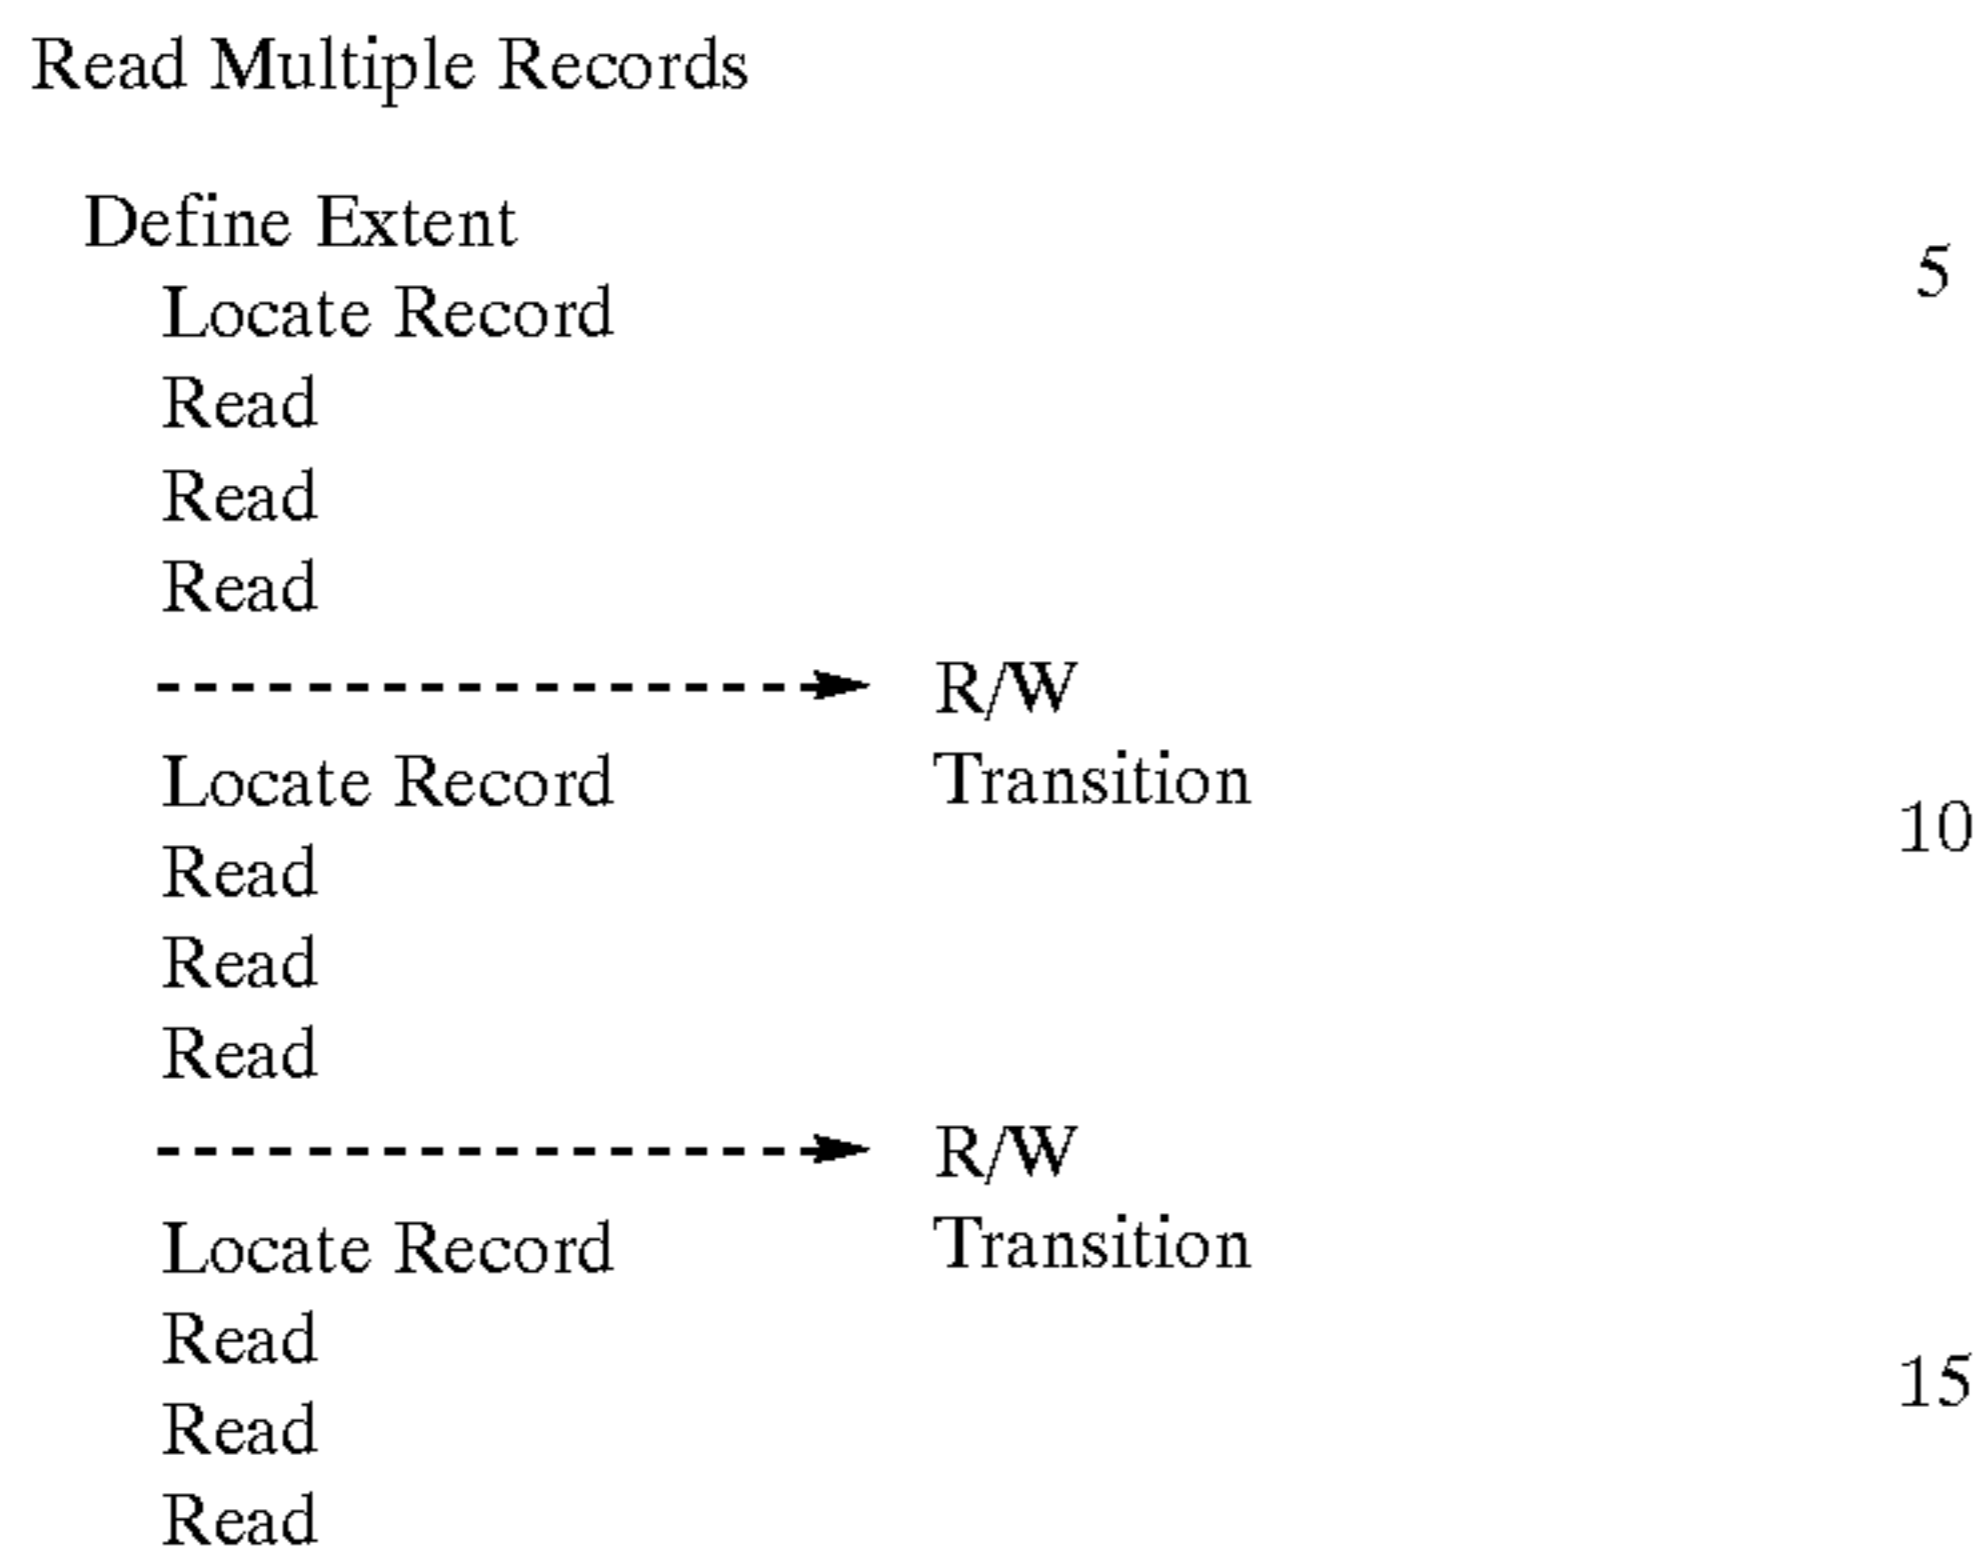 Read Multiple Records
Define Extent
5
Locate Record
Read
Read
Read
R/W
Locate Record Transition
10
Read
Read
Read
R/W
Locate Record Transition
Read
15
Read
Read